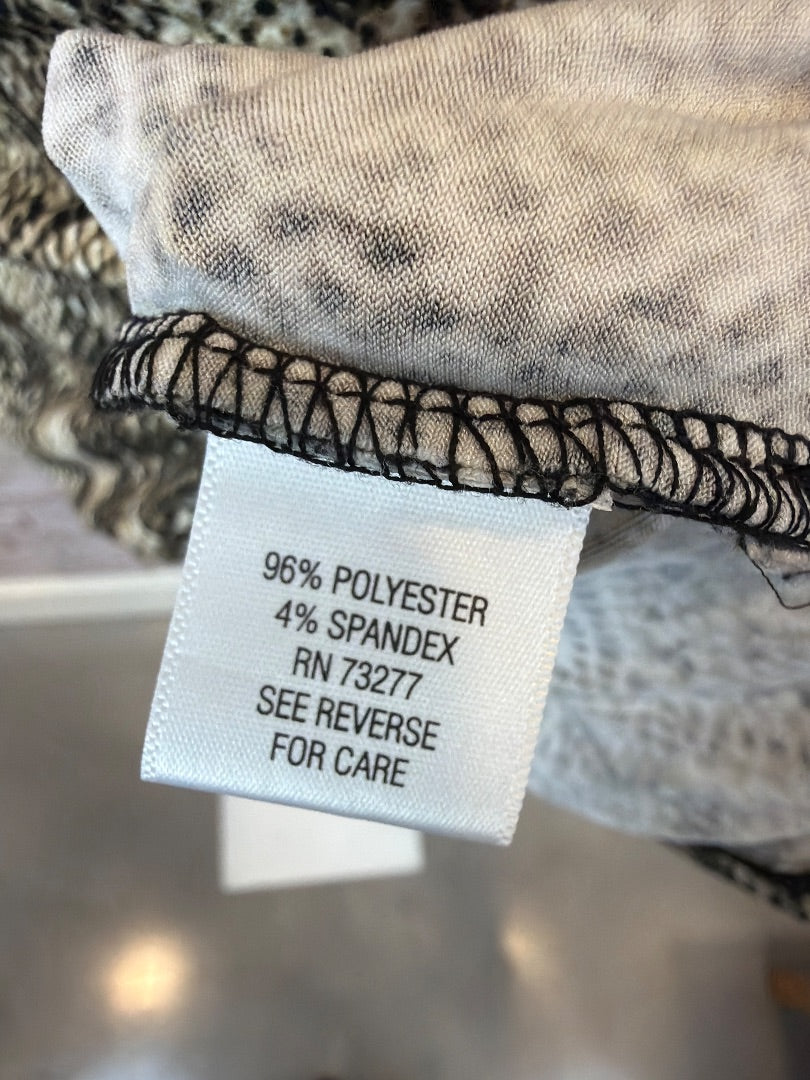 96% POLYESTER
4% SPANDEX
RN 73277
SEE REVERSE
FOR CARE